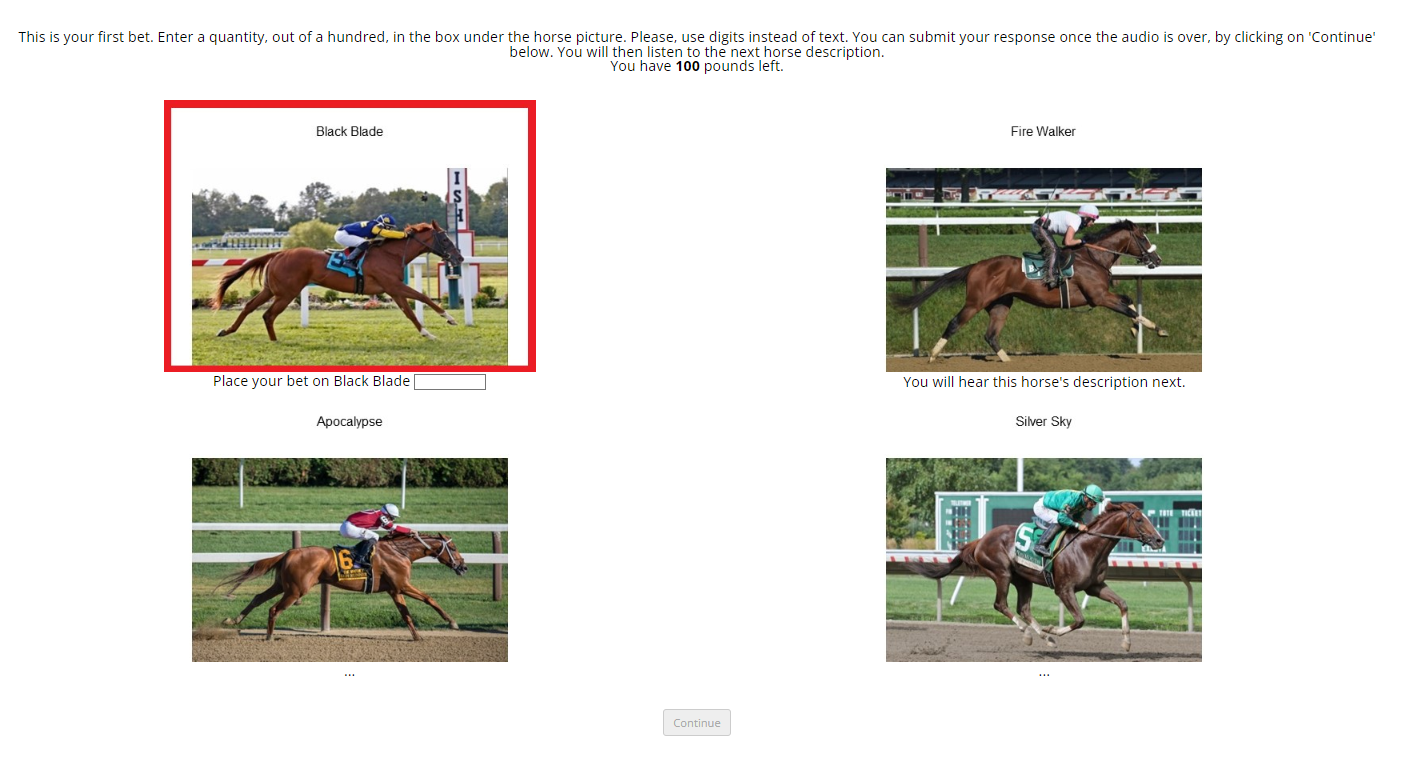 This is your first bet. Enter a quantity, out of a hundred, in the box under the horse picture. Please, use digits instead of text. You can submit your response once the audio is over, by clicking on 'Continue'
below. You will then listen to the next horse description.
You have 100 pounds left.
Black Blade
Fire Walker
I
S
H
Place your bet on Black Blade
You will hear this horse's description next.
Apocalypse
Silver Sky
6
5
...
...
Continue